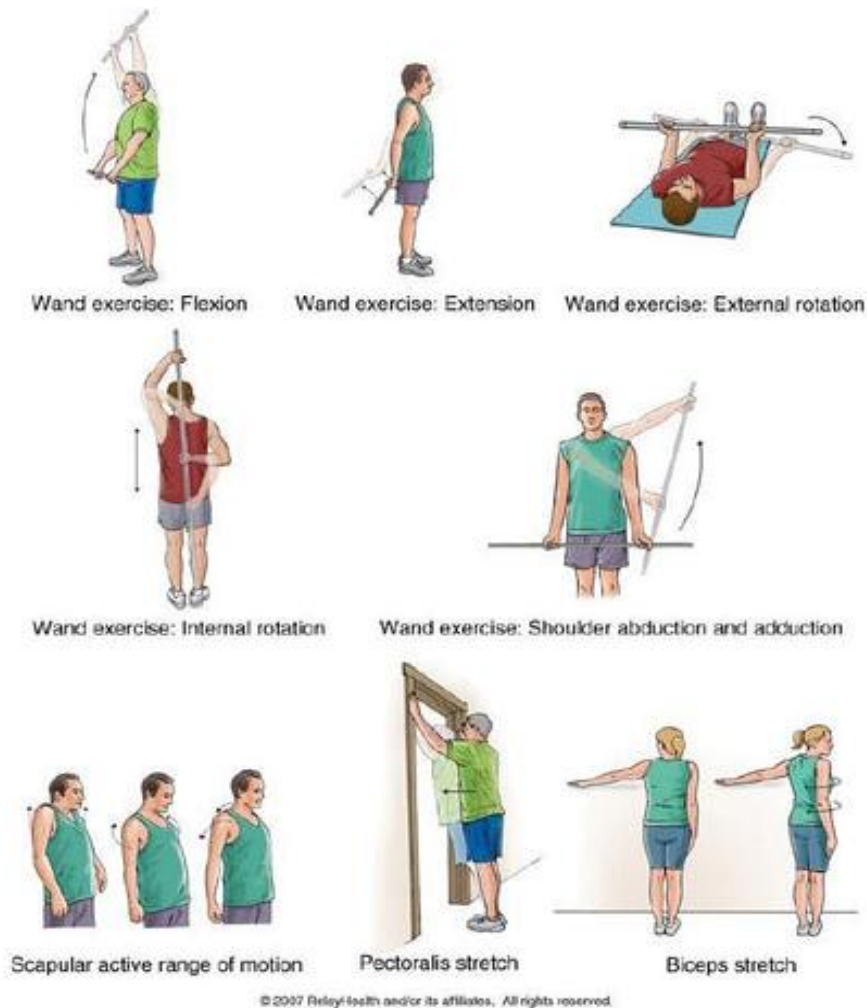 Wand exercise: Flexion
Wand exercise: Extension
Wand exercise: External rotation
Wand exercise: Internal rotation
Wand exercise: Shoulder abduction and adduction
Scapular active range of motion
Pectoralis stretch
Biceps stretch
© 2007 RelayHealth and/or its affiliates. All rights reserved.